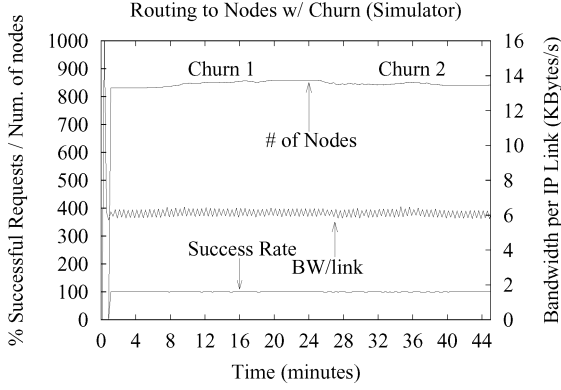 Routing to Nodes w/ Churn (Simulator)
% Successful Requests / Num. of nodes
1000
900
800
700
600
500
400
300
200
100
0
Churn 1
Churn 2
# of Nodes
Success Rate
BW/link
16
14
12
10
8
6
4
2
0
Bandwidth per IP Link (KBytes/s)
0 4 8 12 16 20 24 28 32 36 40 44
Time (minutes)